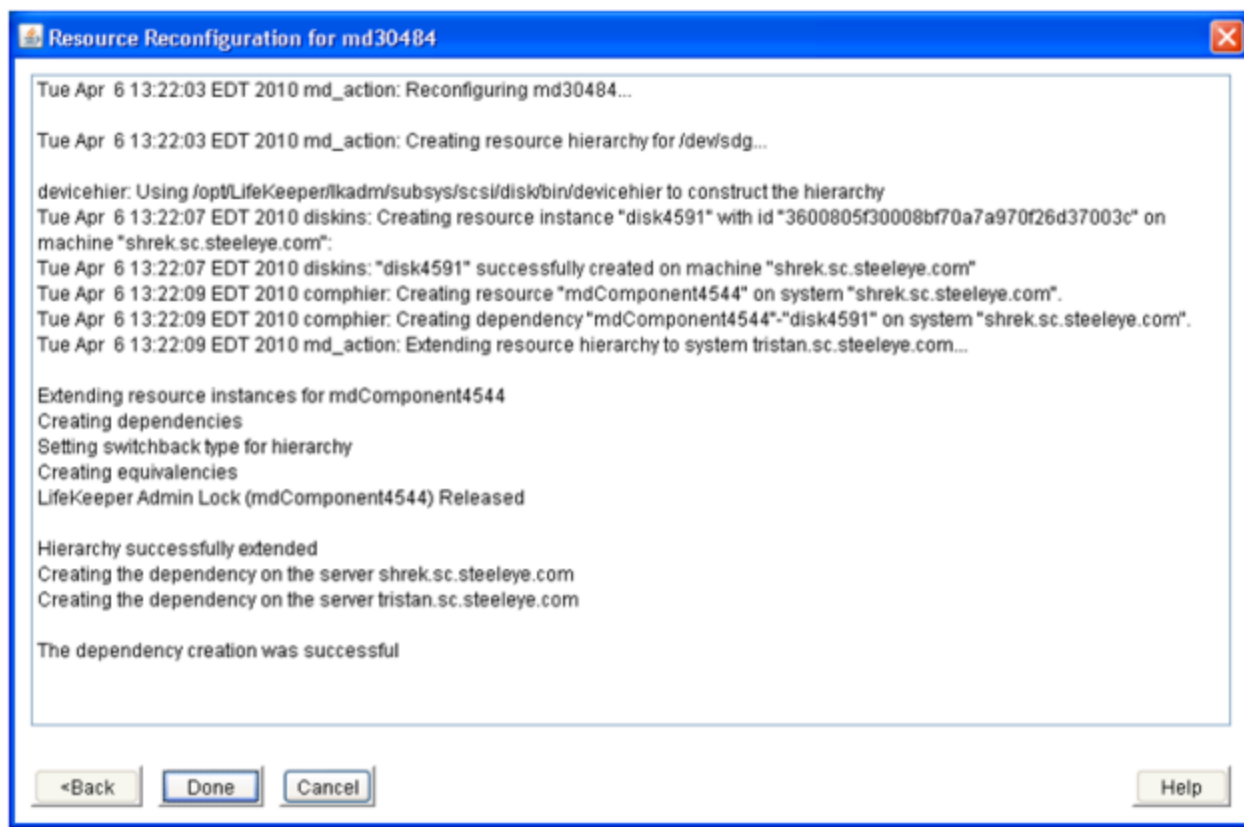 Resource Reconfiguration for md30484
Tue Apr 6 13:22:03 EDT 2010 md_action: Reconfiguring md30484...
Tue Apr 6 13:22:03 EDT 2010 md_action: Creating resource hierarchy for /dev/sdg...
devicehier: Using /opt/LifeKeeper/lkadm/subsys/scsi/disk/bin/devicehier to construct the hierarchy
Tue Apr 6 13:22:07 EDT 2010 diskins: Creating resource instance "disk4591" with id "3600805f30008bf70a7a970f26d37003c" on
machine "shrek.sc.steeleye.com":
Tue Apr 6 13:22:07 EDT 2010 diskins: "disk4591" successfully created on machine "shrek.sc.steeleye.com"
Tue Apr 6 13:22:09 EDT 2010 comphier: Creating resource "mdComponent4544" on system "shrek.sc.steeleye.com".
Tue Apr 6 13:22:09 EDT 2010 comphier: Creating dependency "mdComponent4544"-"disk4591" on system "shrek.sc.steeleye.com".
Tue Apr 6 13:22:09 EDT 2010 md_action: Extending resource hierarchy to system tristan.sc.steeleye.com...
Extending resource instances for mdComponent4544
Creating dependencies
Setting switchback type for hierarchy
Creating equivalencies
LifeKeeper Admin Lock (mdComponent4544) Released
Hierarchy successfully extended
Creating the dependency on the server shrek.sc.steeleye.com
Creating the dependency on the server tristan.sc.steeleye.com
The dependency creation was successful
<Back Done Cancel Help